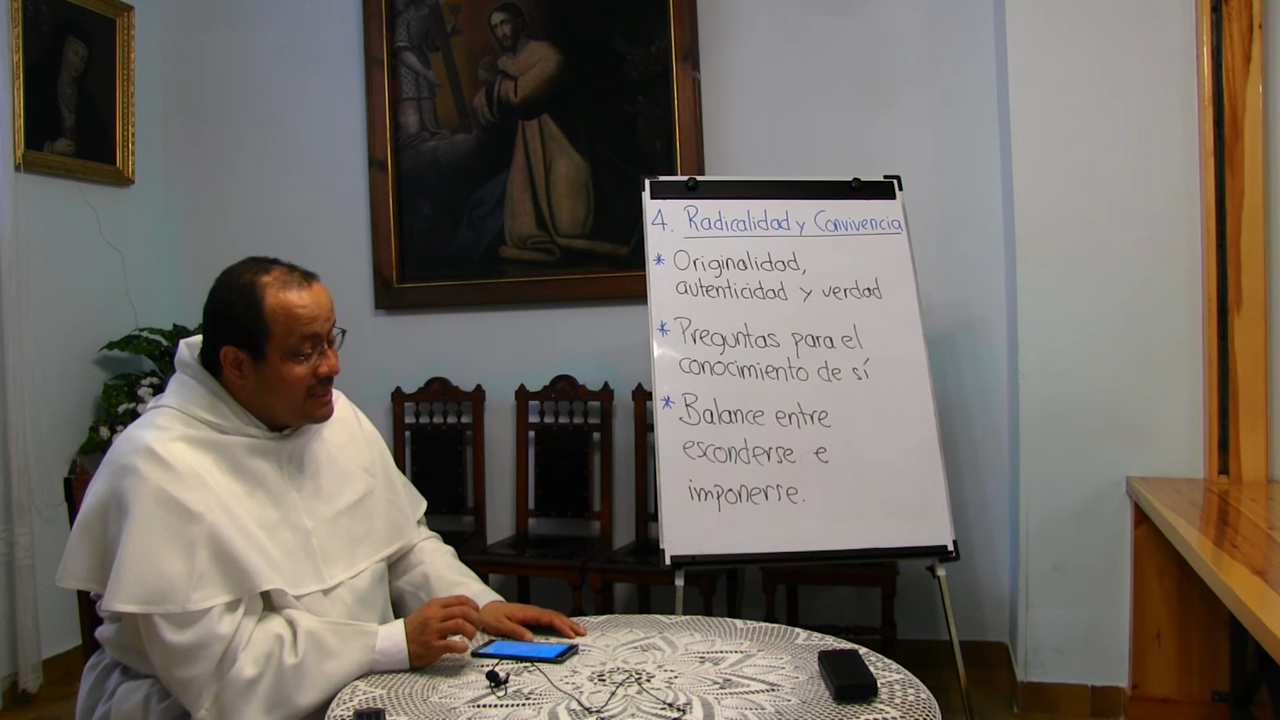 4. Radicalidad y Convivencia
* Originalidad,
autenticidad y verdad
* Preguntas para el
conocimiento de sí
* Balance entre
esconderse e
imponerse.